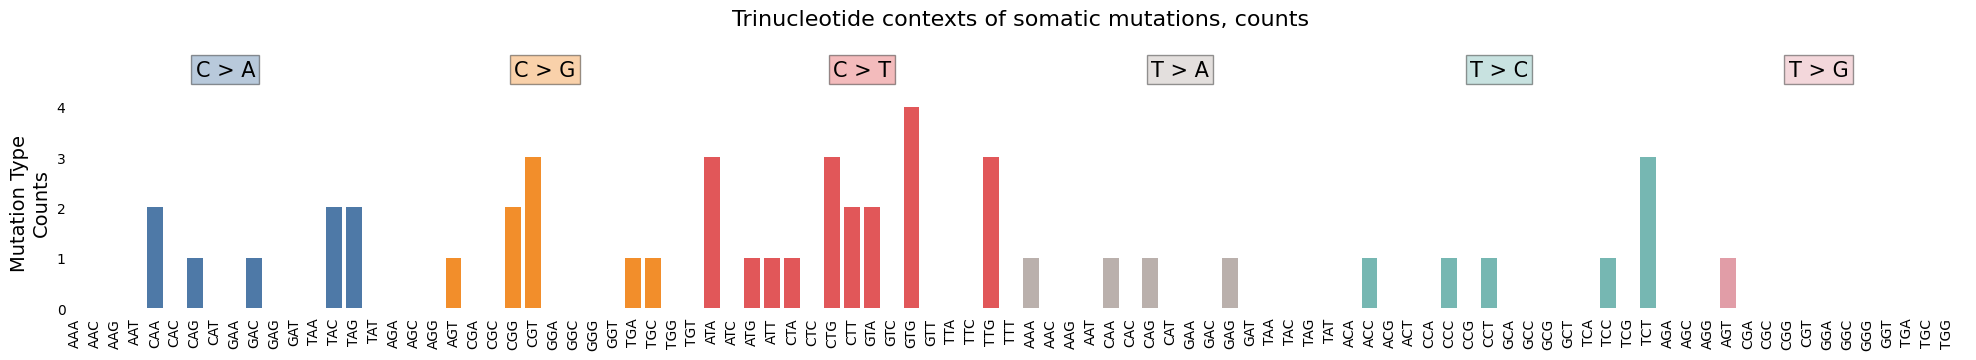 Trinucleotide contexts of somatic mutations, counts
C > A C > G C > T T > A T > C T > G
Mutation Type
Counts
4
3
2
1
0
AAA AAC AAG AAT CAA CAC CAG CAT GAA GAC GAG GAT TAA TAC TAG TAT AGA AGC AGG AGT CGA CGC CGG CGT GGA GGC GGG GGT TGA TGC TGG TGT ATA ATC ATG ATT CTA CTC CTG CTT GTA GTC GTG GTT TTA TTC TTG TTT AAA AAC AAG AAT CAA CAC CAG CAT GAA GAC GAG GAT TAA TAC TAG TAT ACA ACC ACG ACT CCA CCC CCG CCT GCA GCC GCG GCT TCA TCC TCG TCT AGA AGC AGG AGT CGA CGC CGG CGT GGA GGC GGG GGT TGA TGC TGG